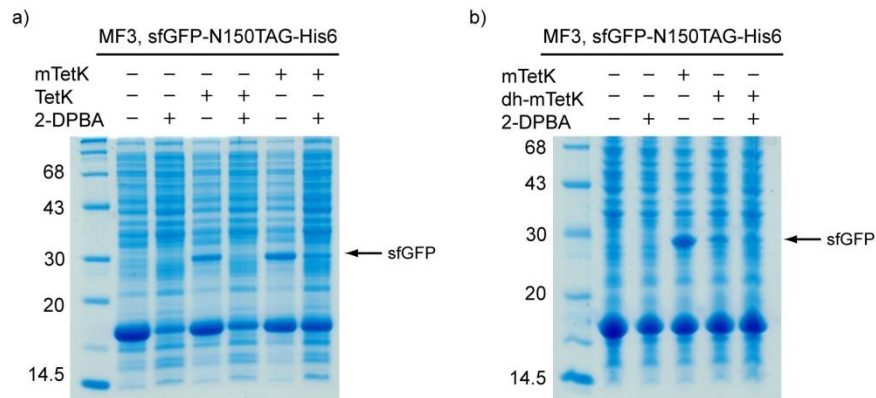 a)
MF3, sfGFP-N150TAG-His6
mTetK – – – – + +
TetK – – + + – –
2-DPBA – + – + – +
68
43
30
20
14.5
sfGFP
b)
MF3, sfGFP-N150TAG-His6
mTetK – – + – –
dh-mTetK – – – + +
2-DPBA – + – – +
68
43
30
20
14.5
sfGFP